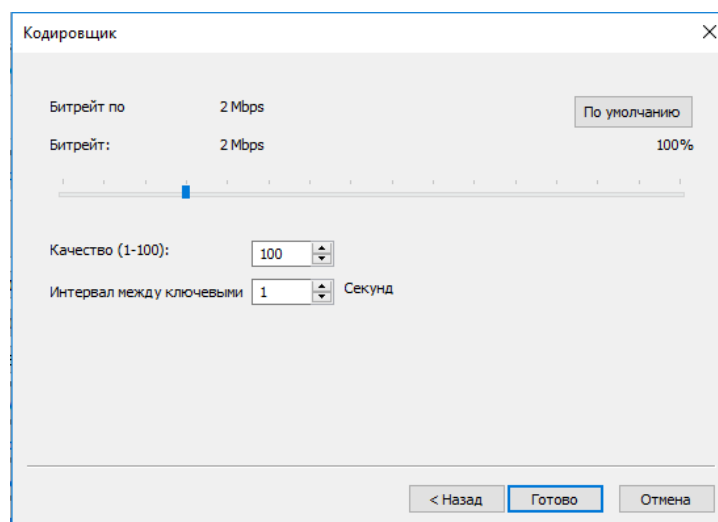 Кодировщик
Битрейт по 2 Mbps По умолчанию
Битрейт: 2 Mbps 100%
Качество (1-100): 100
Интервал между ключевыми 1 Секунд
< Назад Готово Отмена